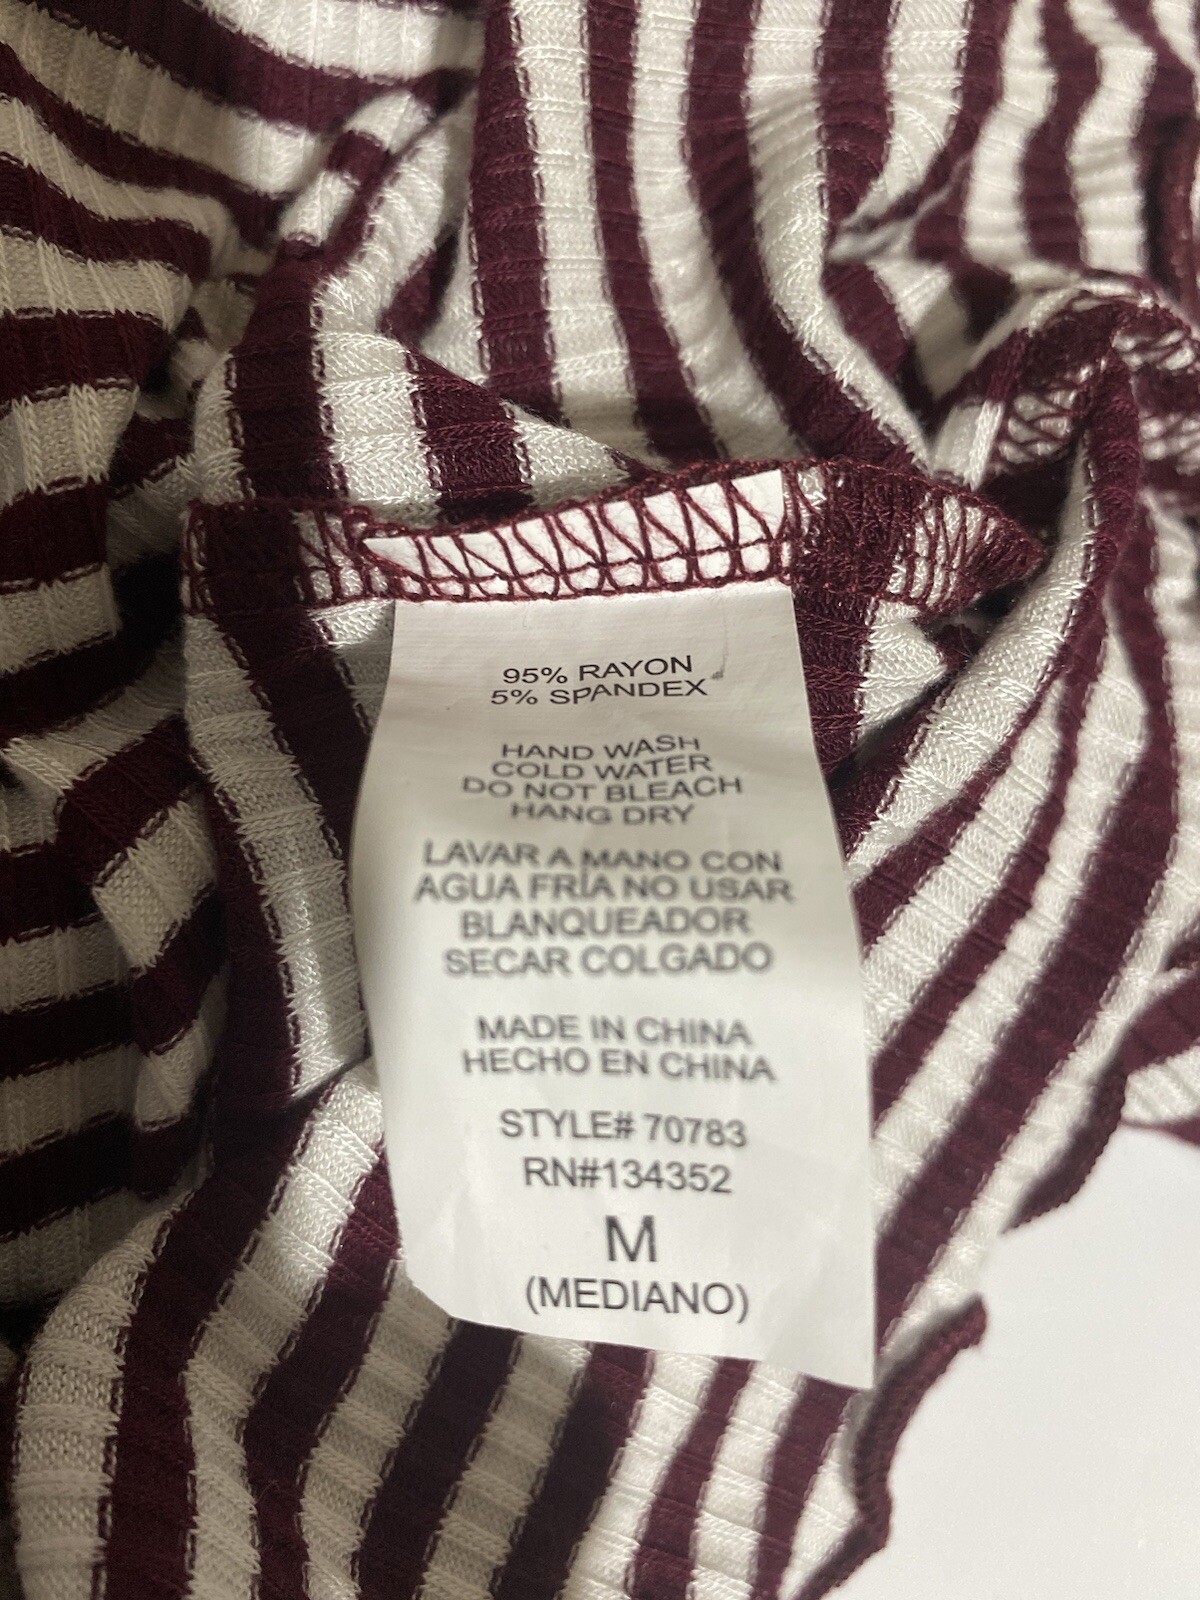 95% RAYON
5% SPANDEX
HAND WASH
COLD WATER
DO NOT BLEACH
HANG DRY
LAVAR A MANO CON
AGUA FRÍA NO USAR
BLANQUEADOR
SECAR COLGADO
MADE IN CHINA
HECHO EN CHINA
STYLE# 70783
RN#134352
M
(MEDIANO)